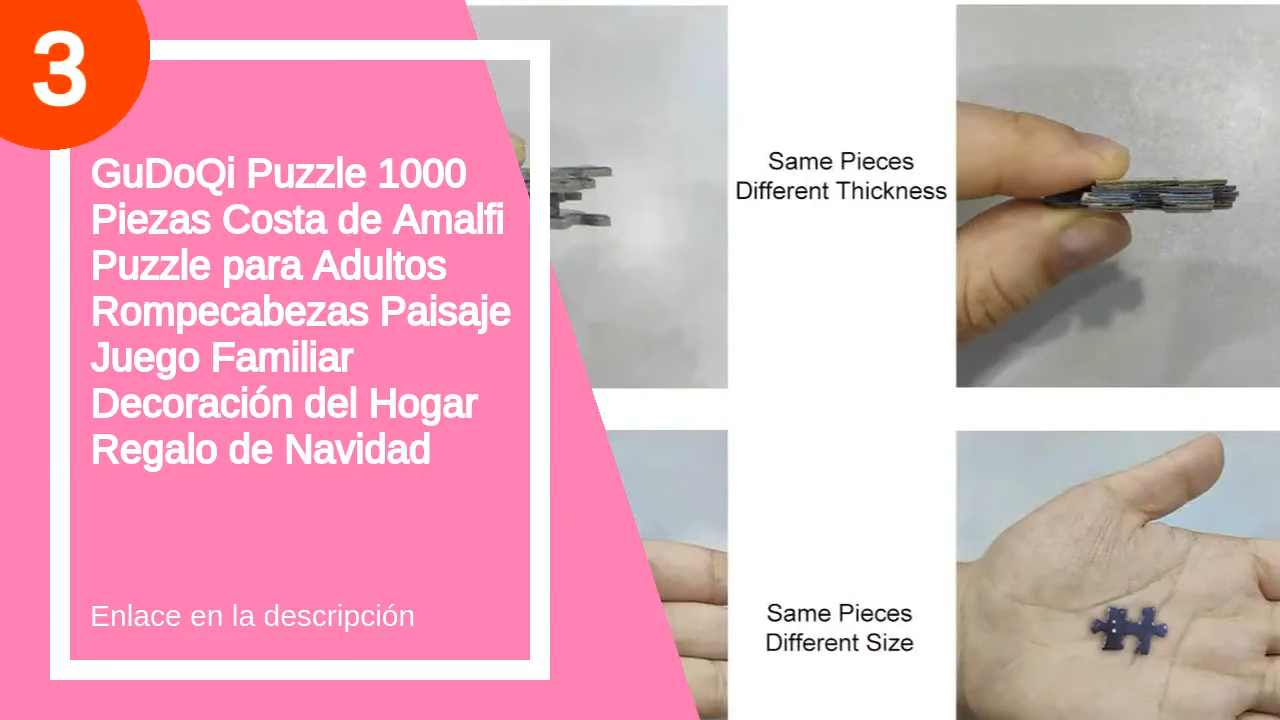 3
GuDoQi Puzzle 1000
Piezas Costa de Amalfi
Puzzle para Adultos
Rompecabezas Paisaje
Juego Familiar
Decoración del Hogar
Regalo de Navidad
Enlace en la descripción
Same Pieces
Different Thickness
Same Pieces
Different Size